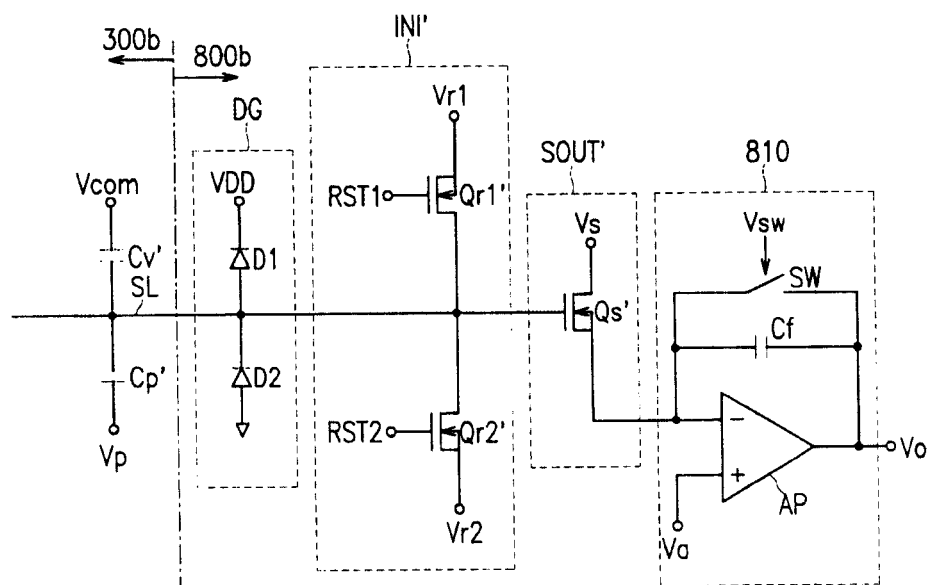 300b
800b
INI'
DG
SOUT'
810
Vcom
VDD
Vr1
RST1
Qr1'
Vs
Vsw
SW
Cv'
SL
D1
Qs'
Cf
Cp'
D2
RST2
Qr2'
Vp
Vr2
−
+
AP
Va
Vo